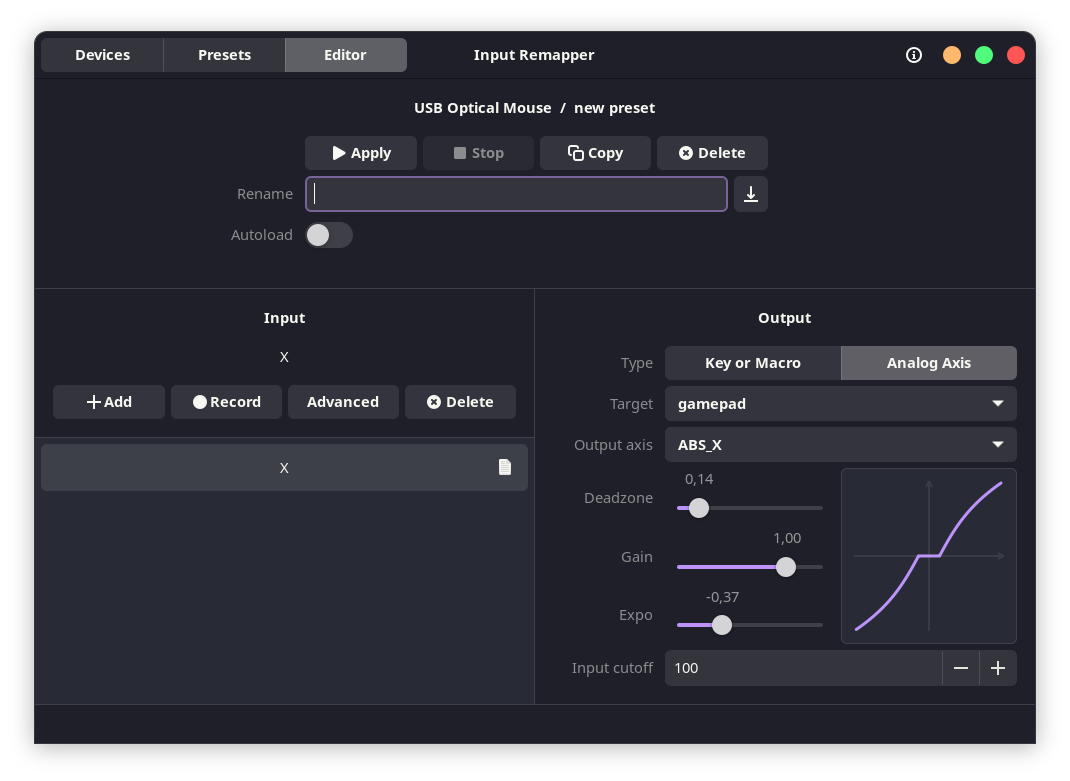 Devices Presets Editor Input Remapper
USB Optical Mouse / new preset
Apply Stop Copy Delete
Rename
Autoload
Input
X
Add Record Advanced Delete
X
Output
Type Key or Macro Analog Axis
Target gamepad
Output axis ABS_X
0,14
Deadzone
1,00
Gain
-0,37
Expo
Input cutoff 100